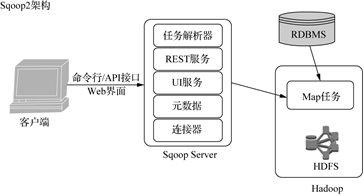 Sqoop2架构
命令行/API接口
Web界面
客户端
任务解析器
REST服务
UI服务
元数据
连接器
Sqoop Server
RDBMS
Map任务
HDFS
Hadoop